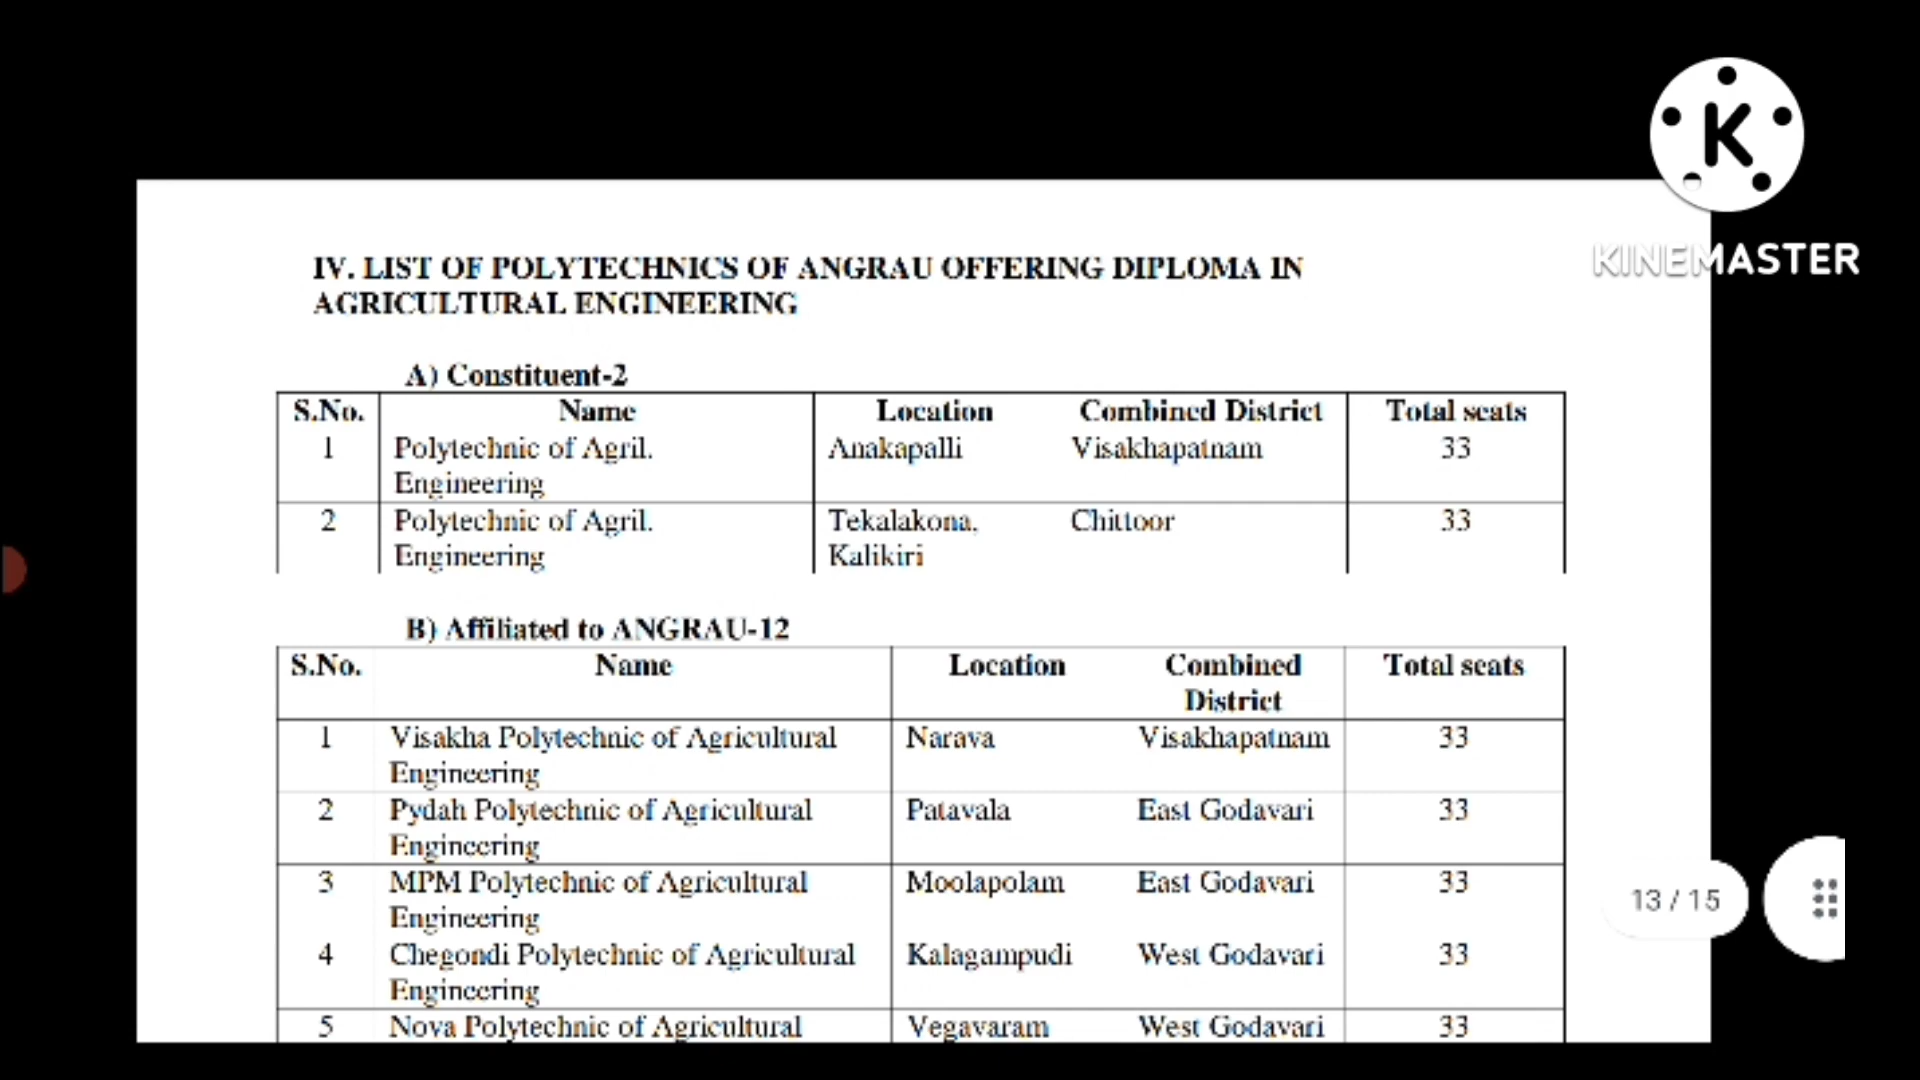 K
KINEMASTER
IV. LIST OF POLYTECHNICS OF ANGRAU OFFERING DIPLOMA IN
AGRICULTURAL ENGINEERING
A) Constituent-2
S.No. Name Location Combined District Total seats
1 Polytechnic of Agril. Anakapalli Visakhapatnam 33
Engineering
2 Polytechnic of Agril. Tekalakona, Chittoor 33
Engineering Kalikiri
B) Affiliated to ANGRAU-12
S.No. Name Location Combined Total seats
District
1 Visakha Polytechnic of Agricultural Narava Visakhapatnam 33
Engineering
2 Pydah Polytechnic of Agricultural Patavala East Godavari 33
Engineering
3 MPM Polytechnic of Agricultural Moolapolam East Godavari 33
Engineering
4 Chegondi Polytechnic of Agricultural Kalagampudi West Godavari 33
Engineering
5 Nova Polytechnic of Agricultural Vegavaram West Godavari 33
13 / 15